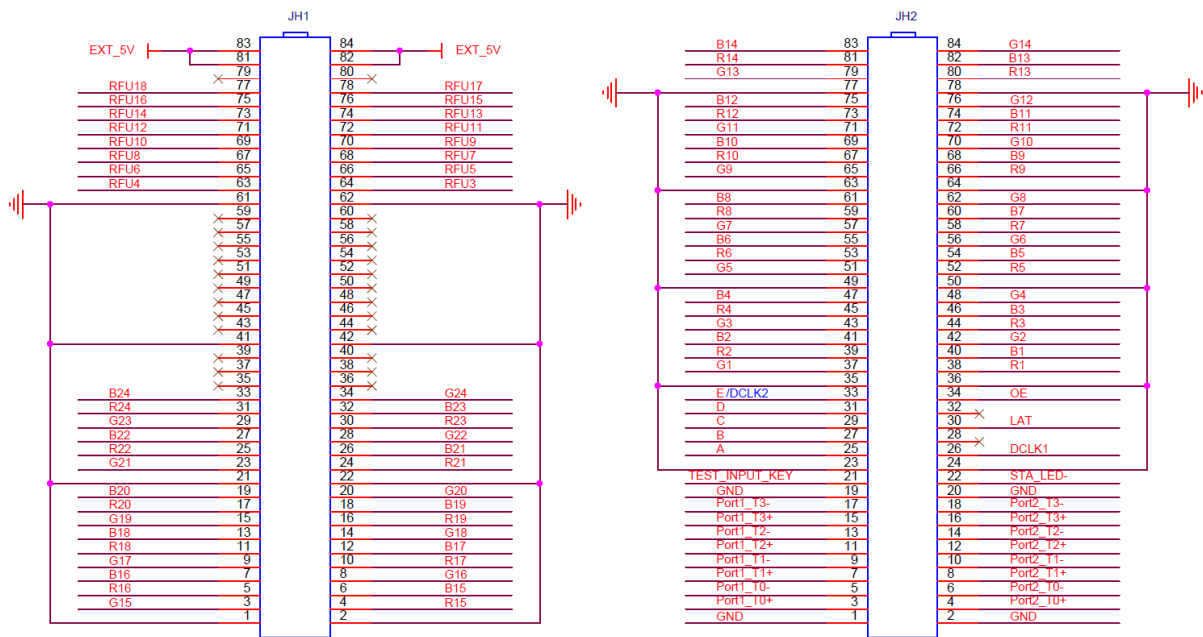 JH1
EXT_5V 83 84 EXT_5V
81 82
79 80
RFU18 77 78 RFU17
RFU16 75 76 RFU15
RFU14 73 74 RFU13
RFU12 71 72 RFU11
RFU10 69 70 RFU9
RFU8 67 68 RFU7
RFU6 65 66 RFU5
RFU4 63 64 RFU3
61 62
59 60
57 58
55 56
53 54
51 52
49 50
47 48
45 46
43 44
41 42
39 40
37 38
35 36
B24 33 34 G24
R24 31 32 B23
G23 29 30 R23
B22 27 28 G22
R22 25 26 B21
G21 23 24 R21
21 22
B20 19 20 G20
R20 17 18 B19
G19 15 16 R19
B18 13 14 G18
R18 11 12 B17
G17 9 10 R17
B16 7 8 G16
R16 5 6 B15
G15 3 4 R15
1 2
JH2
B14 83 84 G14
R14 81 82 B13
G13 79 80 R13
77 78
B12 75 76 G12
R12 73 74 B11
G11 71 72 R11
B10 69 70 G10
R10 67 68 B9
G9 65 66 R9
63 64
B8 61 62 G8
R8 59 60 B7
G7 57 58 R7
B6 55 56 G6
R6 53 54 B5
G5 51 52 R5
49 50
B4 47 48 G4
R4 45 46 B3
G3 43 44 R3
B2 41 42 G2
R2 39 40 B1
G1 37 38 R1
35 36
E/DCLK2 33 34 OE
D 31 32
C 29 30 LAT
B 27 28
A 25 26 DCLK1
23 24
TEST_INPUT_KEY 21 22 STA_LED-
GND 19 20 GND
Port1_T3- 17 18 Port2_T3-
Port1_T3+ 15 16 Port2_T3+
Port1_T2- 13 14 Port2_T2-
Port1_T2+ 11 12 Port2_T2+
Port1_T1- 9 10 Port2_T1-
Port1_T1+ 7 8 Port2_T1+
Port1_T0- 5 6 Port2_T0-
Port1_T0+ 3 4 Port2_T0+
GND 1 2 GND